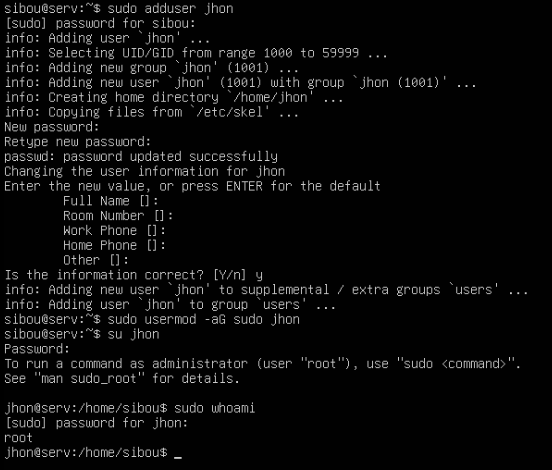 sibou@serv:~$ sudo adduser jhon
[sudo] password for sibou:
info: Adding user `jhon' ...
info: Selecting UID/GID from range 1000 to 59999 ...
info: Adding new group `jhon' (1001) ...
info: Adding new user `jhon' (1001) with group `jhon (1001)' ...
info: Creating home directory `/home/jhon' ...
info: Copying files from `/etc/skel' ...
New password:
Retype new password:
passwd: password updated successfully
Changing the user information for jhon
Enter the new value, or press ENTER for the default
        Full Name []:
        Room Number []:
        Work Phone []:
        Home Phone []:
        Other []:
Is the information correct? [Y/n] y
info: Adding new user `jhon' to supplemental / extra groups `users' ...
info: Adding user `jhon' to group `users' ...
sibou@serv:~$ sudo usermod -aG sudo jhon
sibou@serv:~$ su jhon
Password:
To run a command as administrator (user "root"), use "sudo <command>".
See "man sudo_root" for details.

jhon@serv:/home/sibou$ sudo whoami
[sudo] password for jhon:
root
jhon@serv:/home/sibou$ _